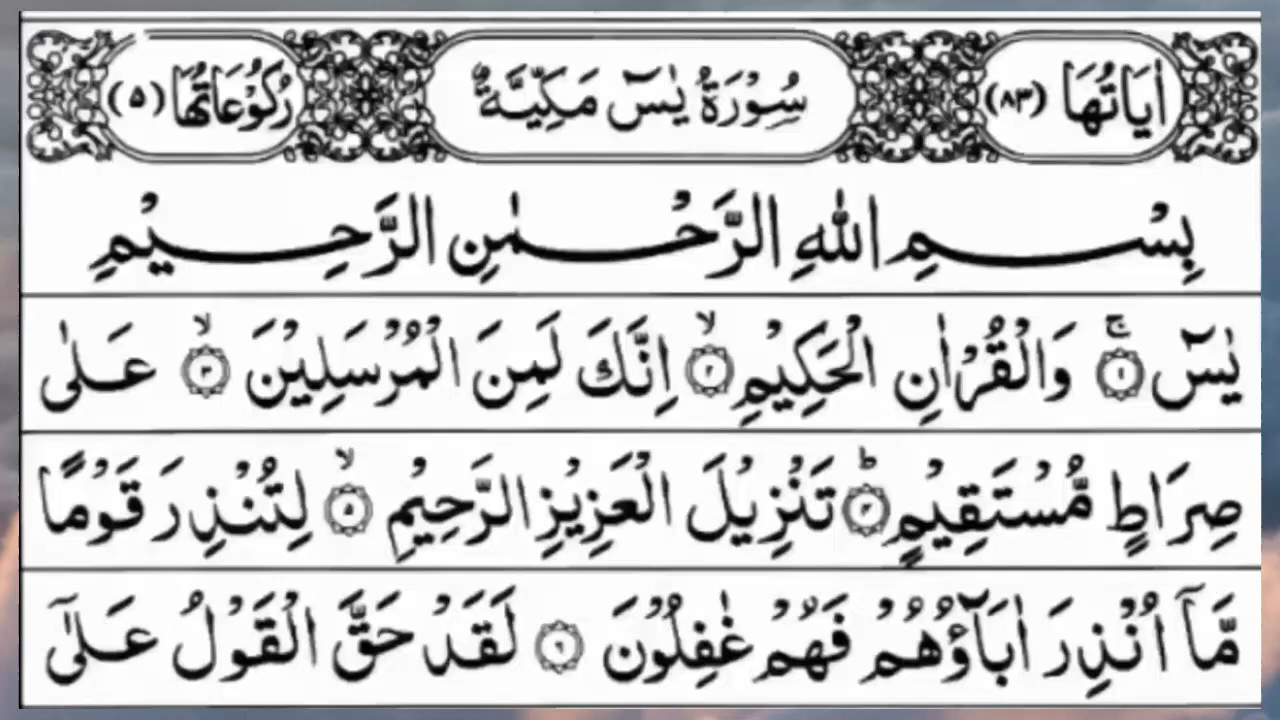 اٰيَاتُهَا (٨٣) سُوْرَةُ يٰسٓ مَكِّيَّةٌ رُكُوْعَاتُهَا (٥)
بِسْمِ اللّٰهِ الرَّحْمٰنِ الرَّحِيْمِ
يٰسٓ ۚ﴿١﴾ وَالْقُرْاٰنِ الْحَكِيْمِ ۙ﴿٢﴾ اِنَّكَ لَمِنَ الْمُرْسَلِيْنَ ۙ﴿٣﴾ عَلٰى
صِرَاطٍ مُّسْتَقِيْمٍ ؕ﴿٤﴾ تَنْزِيْلَ الْعَزِيْزِ الرَّحِيْمِ ۙ﴿٥﴾ لِتُنْذِرَ قَوْمًا
مَّاۤ اُنْذِرَ اٰبَآؤُهُمْ فَهُمْ غٰفِلُوْنَ ﴿٦﴾ لَقَدْ حَقَّ الْقَوْلُ عَلٰٓى